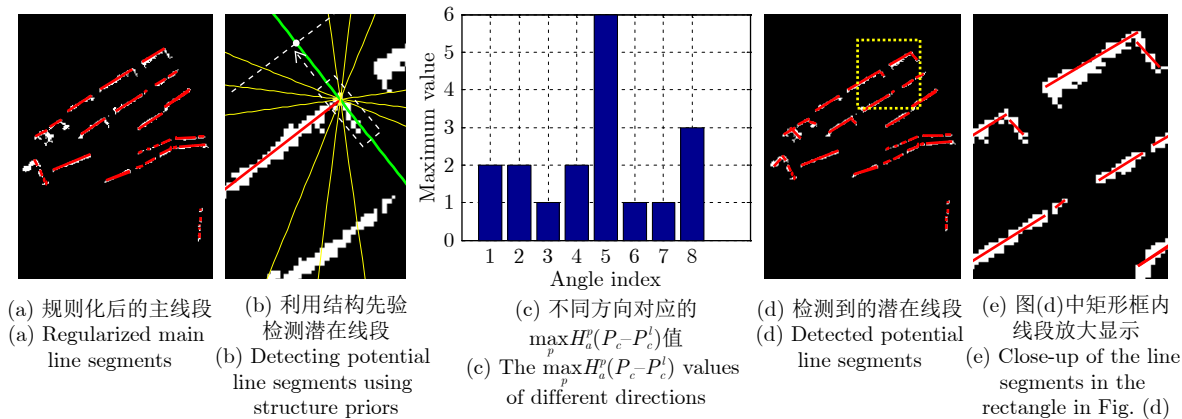 6
5
4
3
2
1
0
Maximum value
1 2 3 4 5 6 7 8
Angle index
(a) 规则化后的主线段
(a) Regularized main
line segments
(b) 利用结构先验
检测潜在线段
(b) Detecting potential
line segments using
structure priors
(c) 不同方向对应的
max_p H_a^p(P_c–P_c^l)值
(c) The max_p H_a^p(P_c–P_c^l) values
of different directions
(d) 检测到的潜在线段
(d) Detected potential
line segments
(e) 图(d)中矩形框内
线段放大显示
(e) Close-up of the line
segments in the
rectangle in Fig. (d)